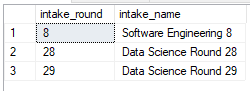 intake_round intake_name
1 8 Software Engineering 8
2 28 Data Science Round 28
3 29 Data Science Round 29